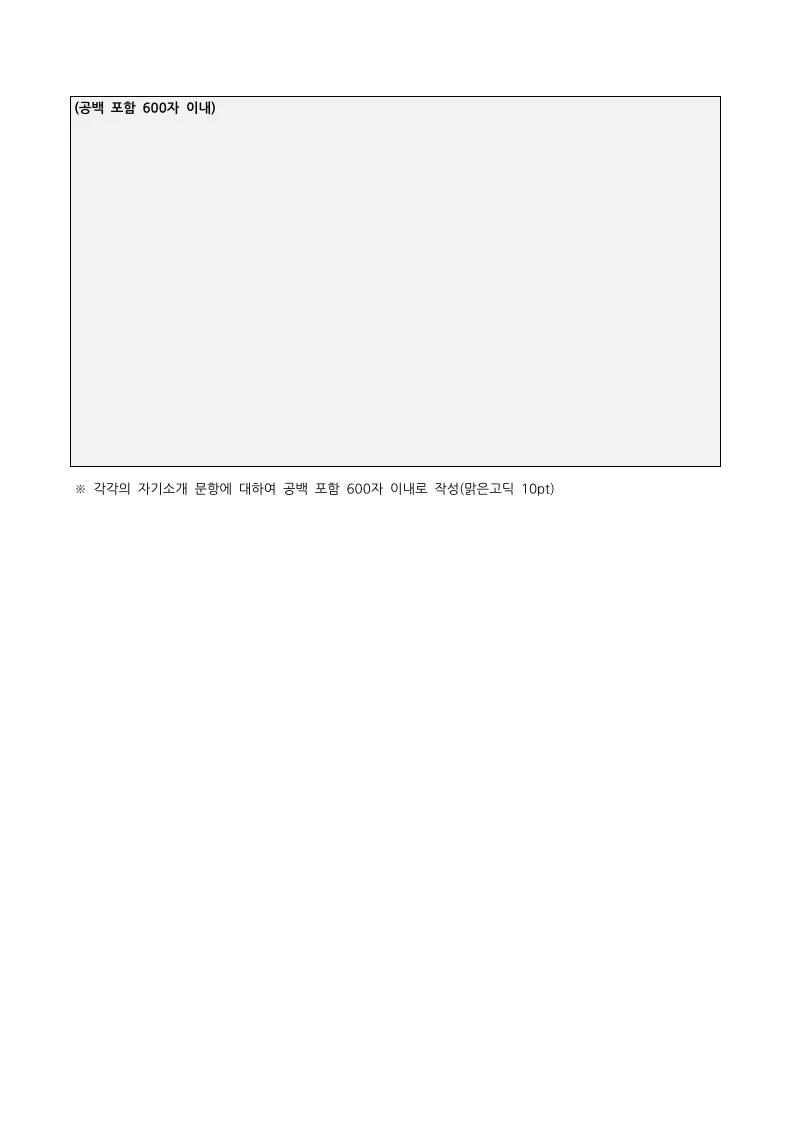 (공백 포함 600자 이내)
※ 각각의 자기소개 문항에 대하여 공백 포함 600자 이내로 작성(맑은고딕 10pt)